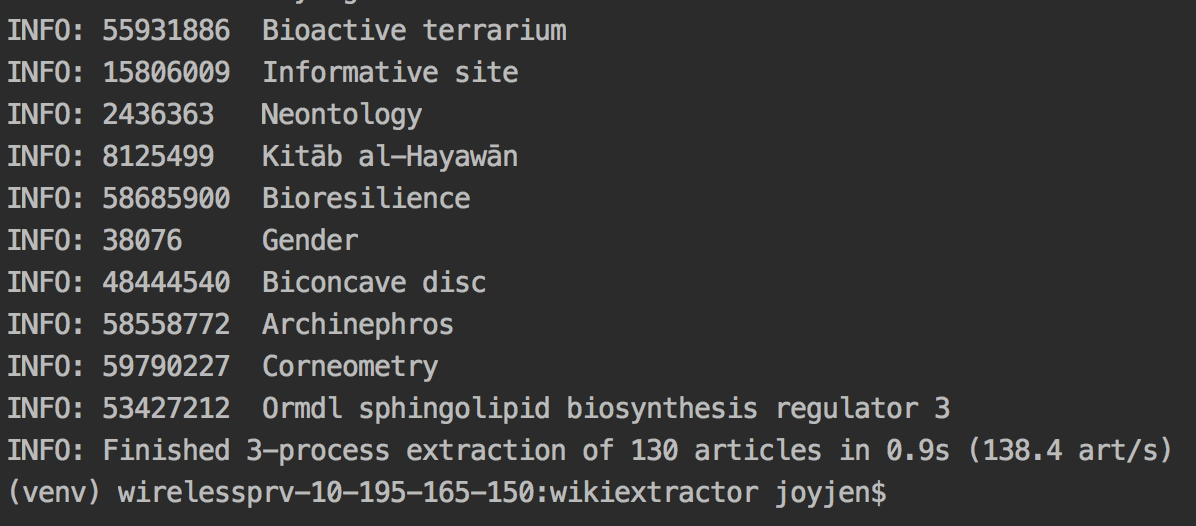 INFO: 55931886  Bioactive terrarium
INFO: 15806009  Informative site
INFO: 2436363   Neontology
INFO: 8125499   Kitāb al-Hayawān
INFO: 58685900  Bioresilience
INFO: 38076     Gender
INFO: 48444540  Biconcave disc
INFO: 58558772  Archinephros
INFO: 59790227  Corneometry
INFO: 53427212  Ormdl sphingolipid biosynthesis regulator 3
INFO: Finished 3-process extraction of 130 articles in 0.9s (138.4 art/s)
(venv) wirelessprv-10-195-165-150:wikiextractor joyjen$